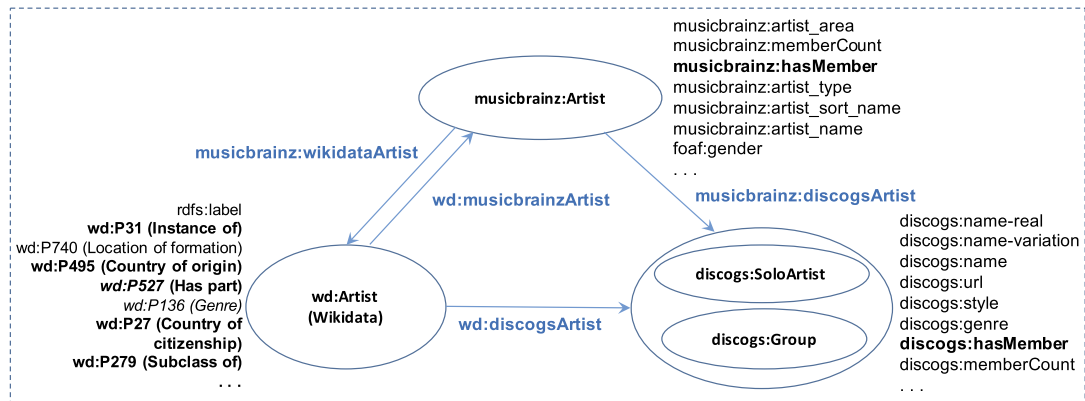 musicbrainz:artist_area
musicbrainz:memberCount
musicbrainz:hasMember
musicbrainz:artist_type
musicbrainz:artist_sort_name
musicbrainz:artist_name
foaf:gender
. . .
musicbrainz:Artist
musicbrainz:wikidataArtist
wd:musicbrainzArtist
musicbrainz:discogsArtist
rdfs:label
wd:P31 (Instance of)
wd:P740 (Location of formation)
wd:P495 (Country of origin)
wd:P527 (Has part)
wd:P136 (Genre)
wd:P27 (Country of
citizenship)
wd:P279 (Subclass of)
. . .
wd:Artist
(Wikidata)
wd:discogsArtist
discogs:SoloArtist
discogs:Group
discogs:name-real
discogs:name-variation
discogs:name
discogs:url
discogs:style
discogs:genre
discogs:hasMember
discogs:memberCount
. . .